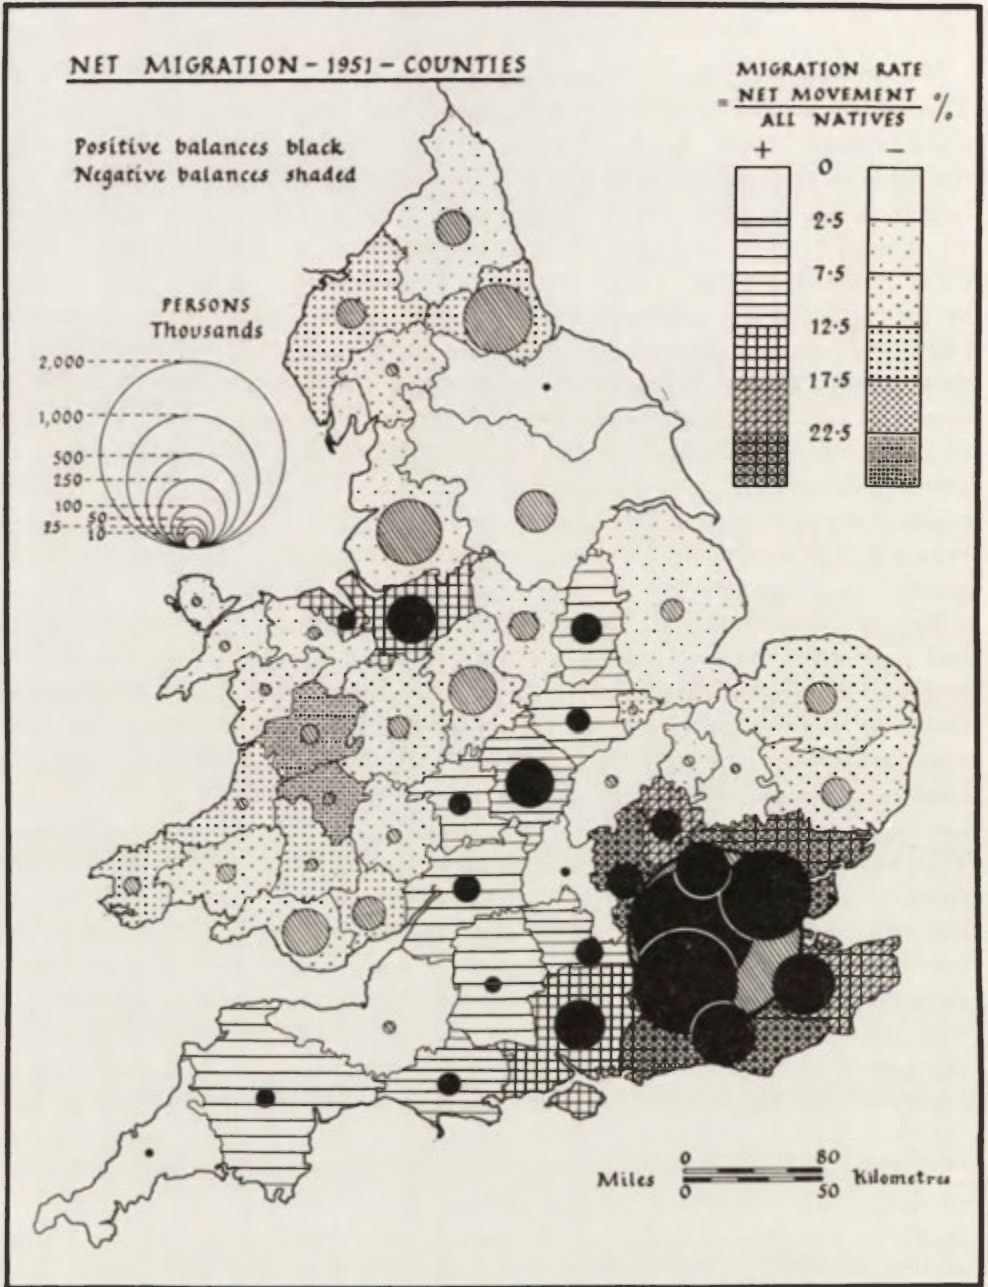 NET MIGRATION – 1951 – COUNTIES
Positive balances black
Negative balances shaded
MIGRATION RATE
= NET MOVEMENT %
ALL NATIVES
+ –
0
2·5
7·5
12·5
17·5
22·5
PERSONS
Thousands
2,000
1,000
500
250
100
50
25
10
0 80
Miles Kilometres
0 50